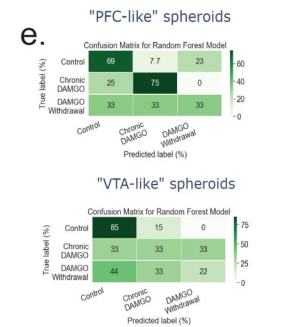 e.
"PFC-like" spheroids
Confusion Matrix for Random Forest Model
True label (%)
Control 69 7.7 23
Chronic DAMGO 25 75 0
DAMGO Withdrawal 33 33 33
60
40
20
0
Control Chronic DAMGO DAMGO Withdrawal
Predicted label (%)
"VTA-like" spheroids
Confusion Matrix for Random Forest Model
True label (%)
Control 85 15 0
Chronic DAMGO 33 33 33
DAMGO Withdrawal 44 33 22
75
50
25
0
Control Chronic DAMGO DAMGO Withdrawal
Predicted label (%)